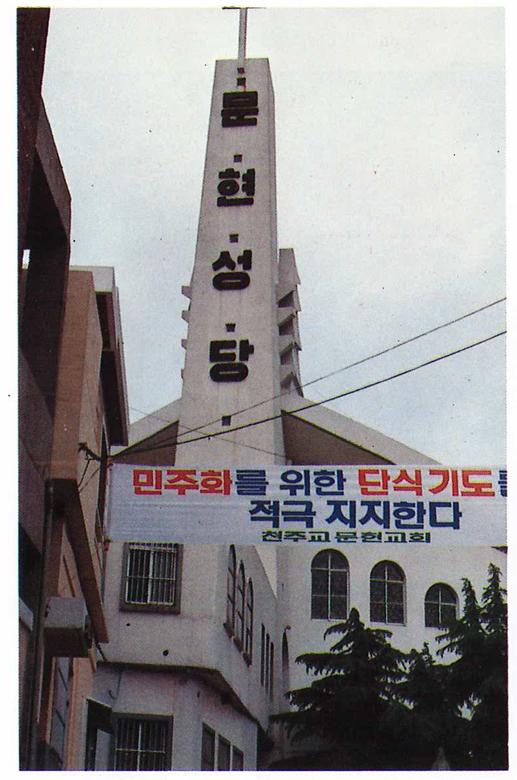 문현성당
민주화를 위한 단식기도를
적극 지지한다
천주교문현교회